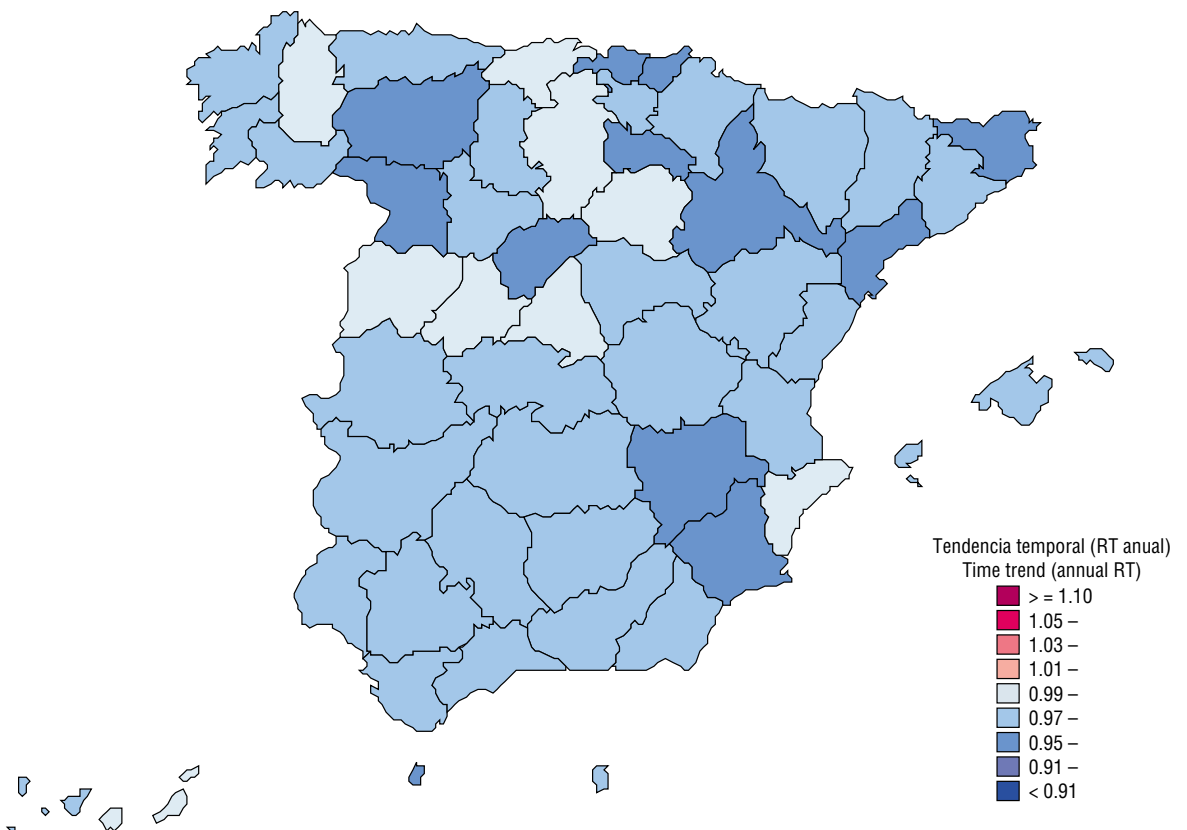 Tendencia temporal (RT anual)
Time trend (annual RT)
> = 1.10
1.05 –
1.03 –
1.01 –
0.99 –
0.97 –
0.95 –
0.91 –
< 0.91